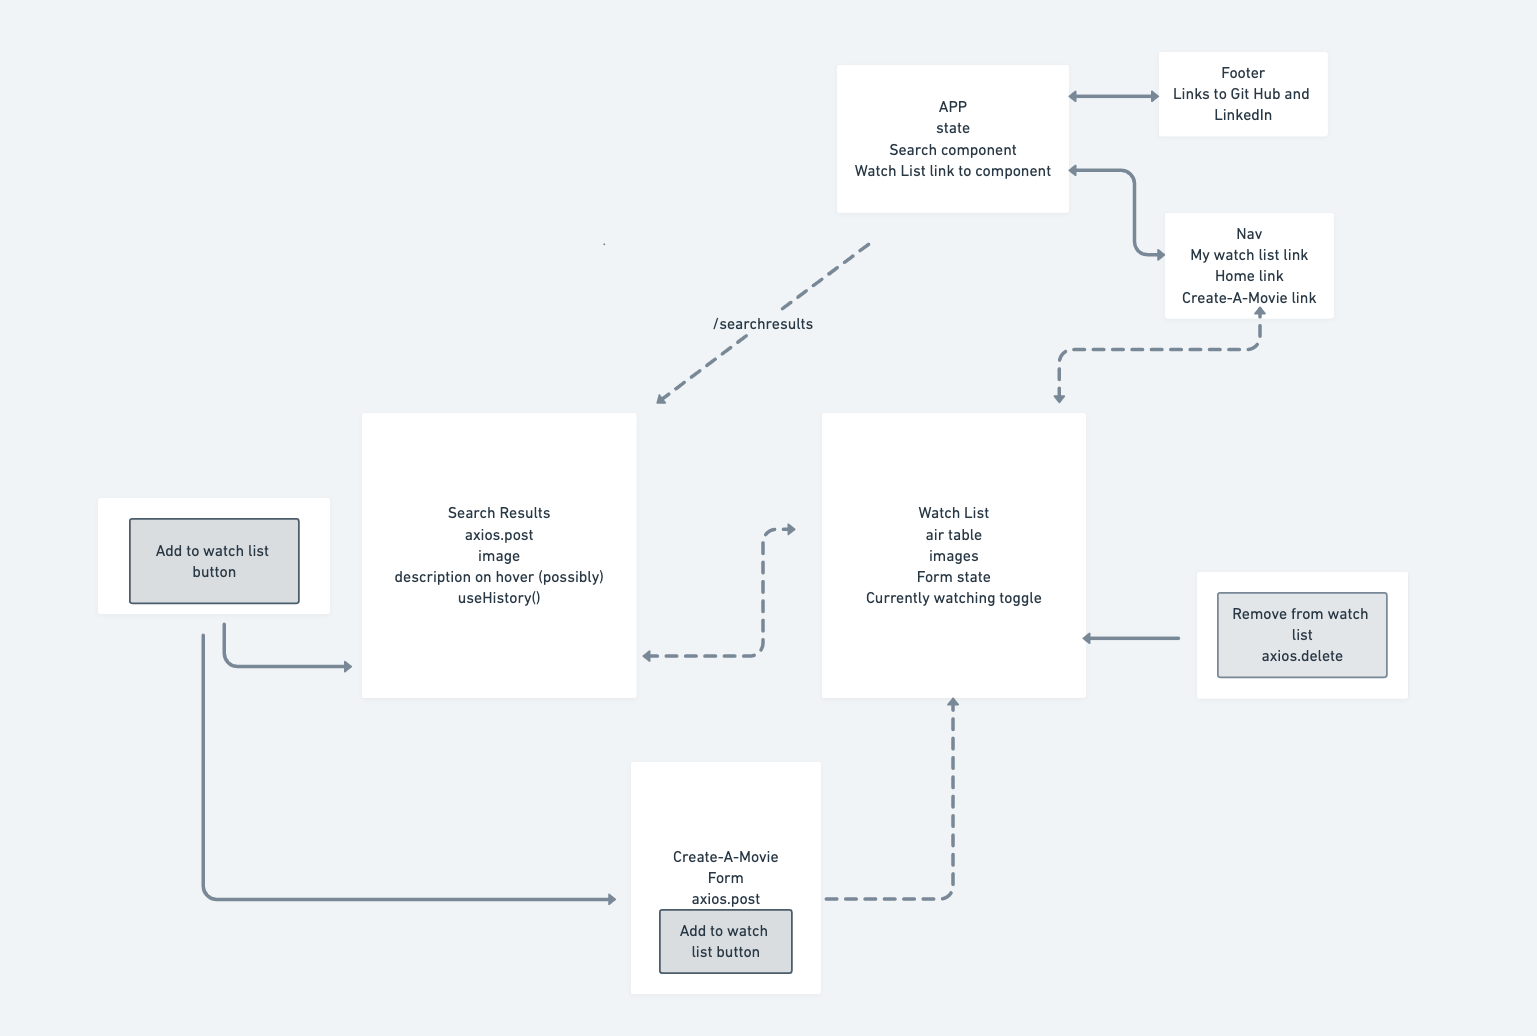 APP
state
Search component
Watch List link to component
Footer
Links to Git Hub and
LinkedIn
Nav
My watch list link
Home link
Create-A-Movie link
/searchresults
Add to watch list
button
Search Results
axios.post
image
description on hover (possibly)
useHistory()
Watch List
air table
images
Form state
Currently watching toggle
Remove from watch
list
axios.delete
Create-A-Movie
Form
axios.post
Add to watch
list button